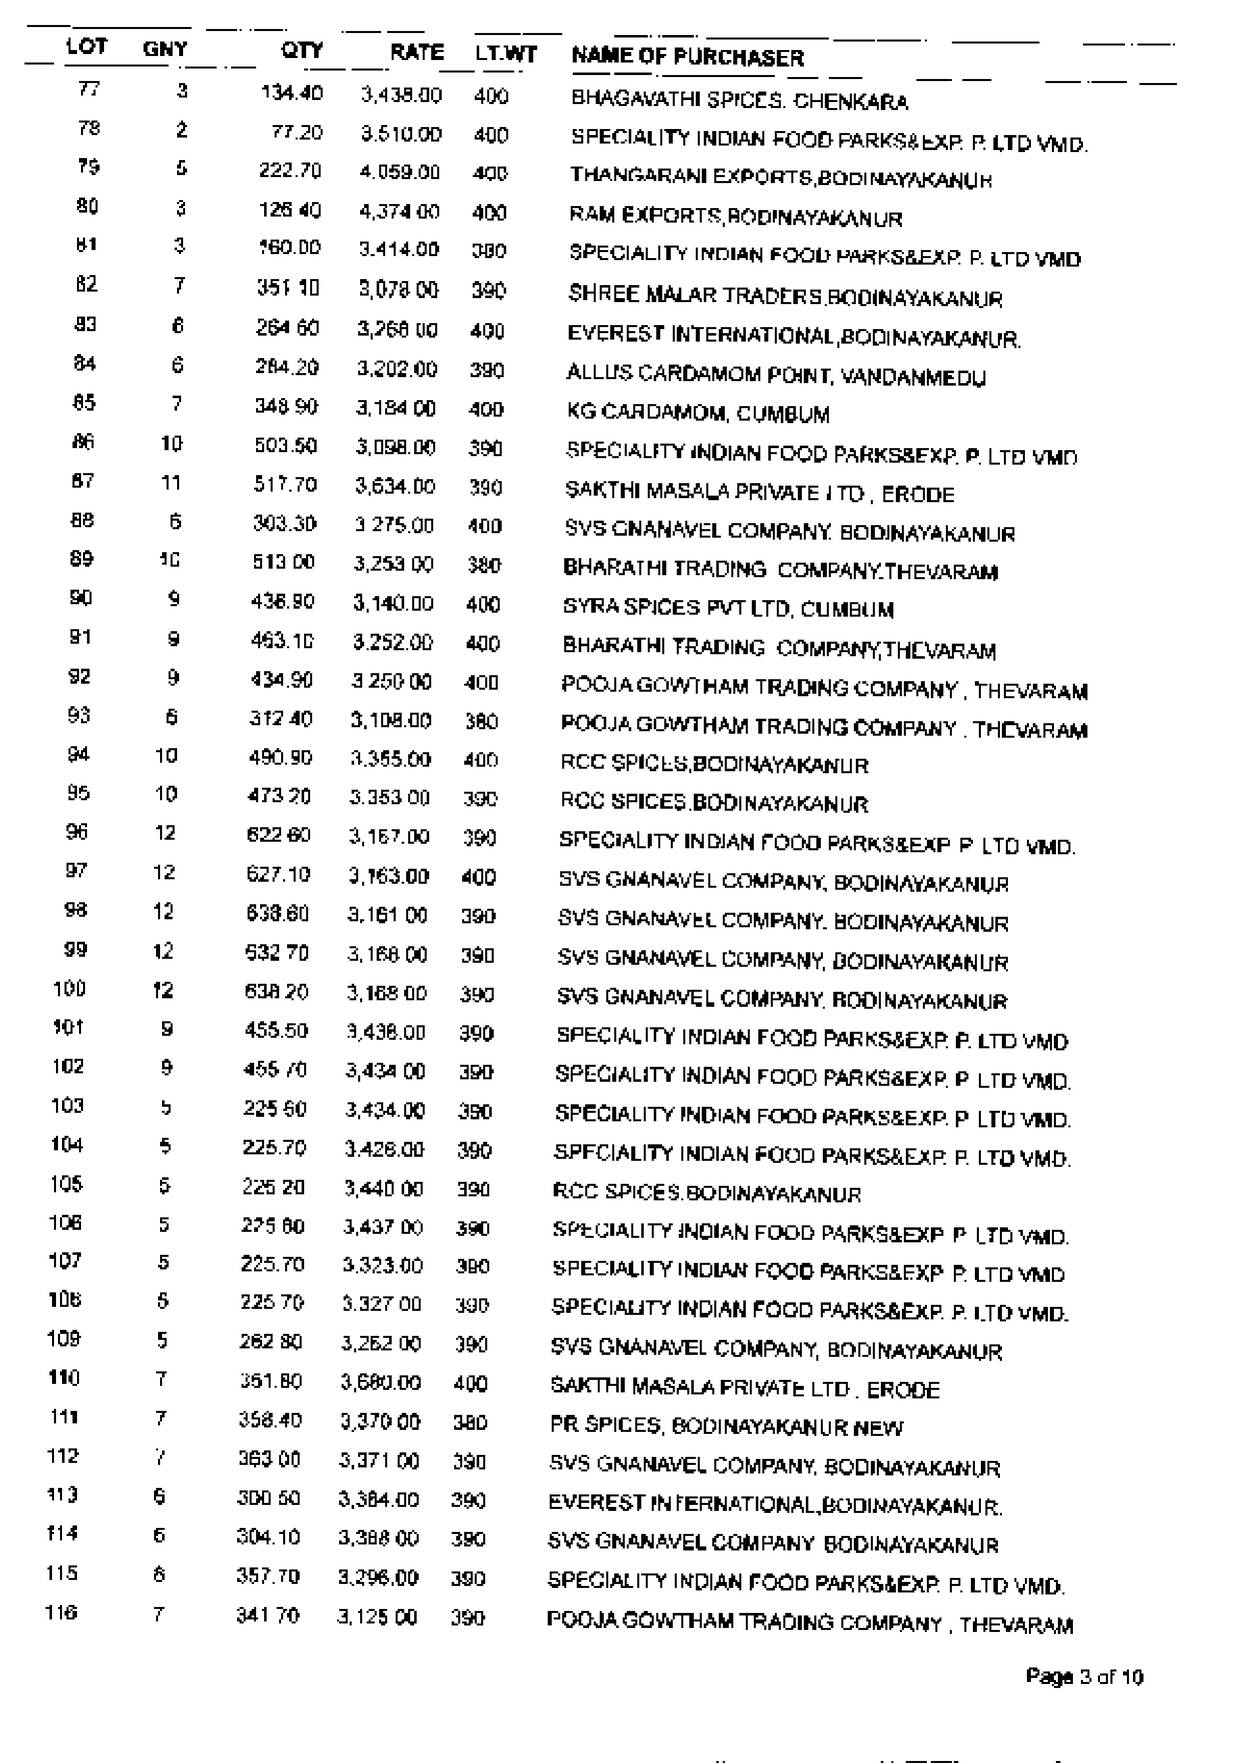 LOT GNY QTY RATE LT.WT NAME OF PURCHASER
77 3 134.40 3,438.00 400 BHAGAVATHI SPICES. CHENKARA
78 2 77.20 3.510.00 400 SPECIALITY INDIAN FOOD PARKS&EXP. P. LTD VMD.
79 5 222.70 4.059.00 400 THANGARANI EXPORTS,BODINAYAKANUR
80 3 126 40 4,374 00 400 RAM EXPORTS,BODINAYAKANUR
81 3 160.00 3.414.00 380 SPECIALITY INDIAN FOOD PARKS&EXP. P. LTD VMD
82 7 351 10 3,078 00 390 SHREE MALAR TRADERS,BODINAYAKANUR
83 6 264 60 3,268 00 400 EVEREST INTERNATIONAL,BODINAYAKANUR.
84 6 284.20 3.202.00 390 ALLUS CARDAMOM POINT, VANDANMEDU
85 7 348 90 3,184 00 400 KG CARDAMOM, CUMBUM
86 10 503.50 3,098.00 390 SPECIALITY INDIAN FOOD PARKS&EXP. P. LTD VMD
87 11 517.70 3,634.00 390 SAKTHI MASALA PRIVATE LTD , ERODE
88 6 303.30 3 275.00 400 SVS GNANAVEL COMPANY. BODINAYAKANUR
89 10 513 00 3,253 00 380 BHARATHI TRADING COMPANY.THEVARAM
90 9 438.90 3,140.00 400 SYRA SPICES PVT LTD, CUMBUM
91 9 463.10 3.252.00 400 BHARATHI TRADING COMPANY,THEVARAM
92 9 434.90 3 250 00 400 POOJA GOWTHAM TRADING COMPANY , THEVARAM
93 6 312 40 3,108.00 380 POOJA GOWTHAM TRADING COMPANY , THEVARAM
94 10 490.90 3.355.00 400 RCC SPICES,BODINAYAKANUR
95 10 473 20 3.353 00 390 RCC SPICES.BODINAYAKANUR
96 12 622 60 3,167.00 390 SPECIALITY INDIAN FOOD PARKS&EXP P LTD VMD.
97 12 627.10 3,163.00 400 SVS GNANAVEL COMPANY, BODINAYAKANUR
98 12 638.60 3,161 00 390 SVS GNANAVEL COMPANY. BODINAYAKANUR
99 12 632 70 3,168 00 390 SVS GNANAVEL COMPANY, BODINAYAKANUR
100 12 638 20 3,168 00 390 SVS GNANAVEL COMPANY, BODINAYAKANUR
101 9 455.50 3,438.00 390 SPECIALITY INDIAN FOOD PARKS&EXP. P. LTD VMD
102 9 455 70 3,434 00 390 SPECIALITY INDIAN FOOD PARKS&EXP. P LTD VMD.
103 5 225 60 3,434.00 390 SPECIALITY INDIAN FOOD PARKS&EXP. P LTD VMD.
104 5 225.70 3.428.00 390 SPECIALITY INDIAN FOOD PARKS&EXP. P. LTD VMD.
105 5 225 20 3,440 00 390 RCC SPICES.BODINAYAKANUR
106 5 225 80 3,437 00 390 SPECIALITY INDIAN FOOD PARKS&EXP P LTD VMD.
107 5 225.70 3.323.00 390 SPECIALITY INDIAN FOOD PARKS&EXP P. LTD VMD
108 5 225 70 3.327 00 390 SPECIALITY INDIAN FOOD PARKS&EXP. P. LTD VMD.
109 5 262 80 3,262 00 390 SVS GNANAVEL COMPANY, BODINAYAKANUR
110 7 351.80 3,680.00 400 SAKTHI MASALA PRIVATE LTD , ERODE
111 7 358.40 3,370 00 380 PR SPICES, BODINAYAKANUR NEW
112 7 363 00 3,371 00 390 SVS GNANAVEL COMPANY, BODINAYAKANUR
113 6 300 50 3,384.00 390 EVEREST INTERNATIONAL,BODINAYAKANUR.
114 6 304.10 3,388 00 390 SVS GNANAVEL COMPANY BODINAYAKANUR
115 6 357.70 3.296.00 390 SPECIALITY INDIAN FOOD PARKS&EXP. P. LTD VMD.
116 7 341 70 3,125 00 390 POOJA GOWTHAM TRADING COMPANY , THEVARAM
Page 3 of 10